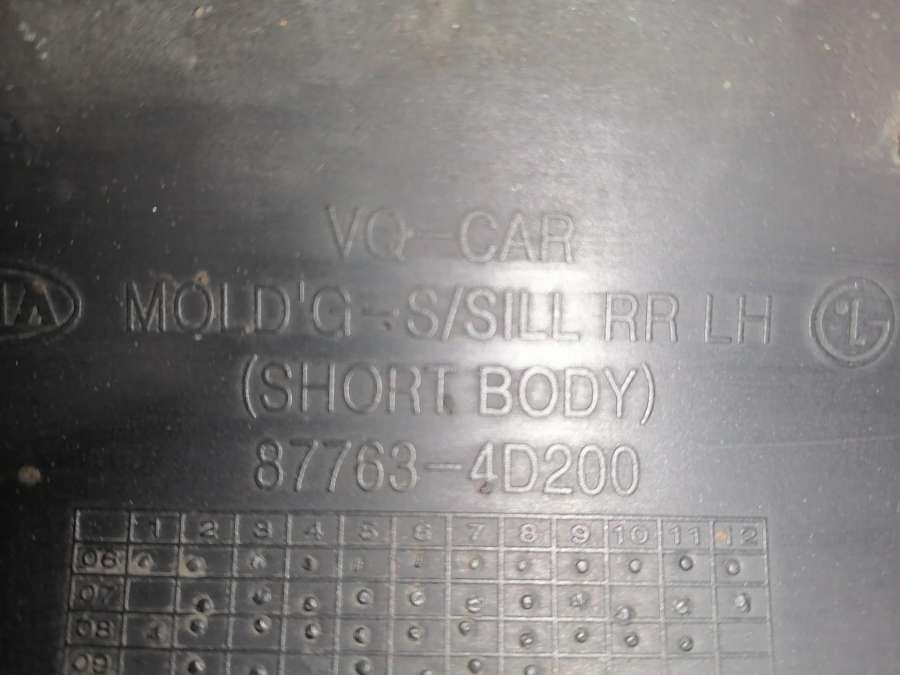 VQ-CAR
MOLD'G-S/SILL RR LH
(SHORT BODY)
87763-4D200
1 2 3 4 5 6 7 8 9 10 11 12
06
07
08
09